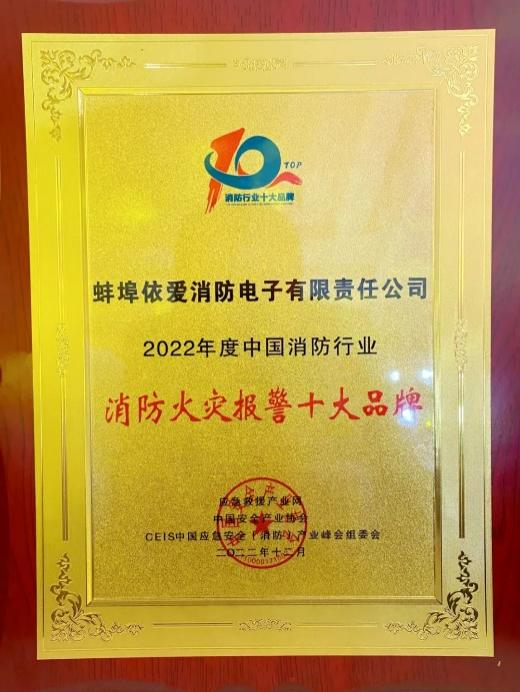 10 TOP
消防行业十大品牌
蚌埠依爱消防电子有限责任公司
2022年度中国消防行业
消防火灾报警十大品牌
应急救援产业网
中国安全产业协会
CEIS中国应急安全（消防）产业峰会组委会
二〇二二年十二月